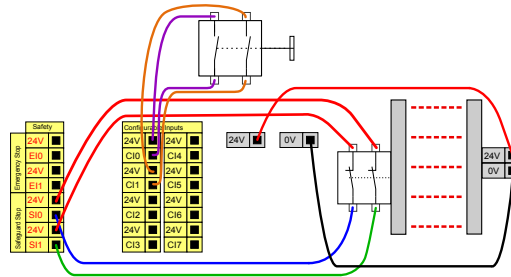 Safety
Emergency Stop
24V
EI0
24V
EI1
Safeguard Stop
24V
SI0
24V
SI1
Configurable Inputs
24V 24V
CI0 CI4
24V 24V
CI1 CI5
24V 24V
CI2 CI6
24V 24V
CI3 CI7
24V 0V
24V
0V